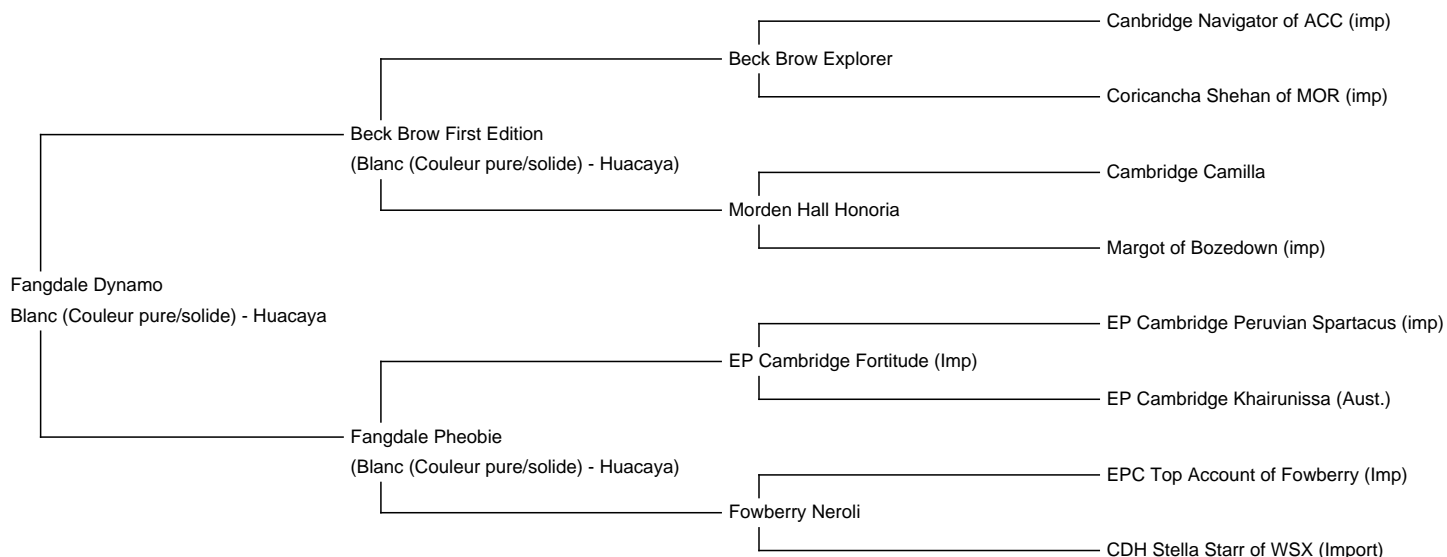 Canbridge Navigator of ACC (imp)
Beck Brow Explorer
Coricancha Shehan of MOR (imp)
Beck Brow First Edition
(Blanc (Couleur pure/solide) - Huacaya)
Cambridge Camilla
Morden Hall Honoria
Margot of Bozedown (imp)
Fangdale Dynamo
Blanc (Couleur pure/solide) - Huacaya
EP Cambridge Peruvian Spartacus (imp)
EP Cambridge Fortitude (Imp)
EP Cambridge Khairunissa (Aust.)
Fangdale Pheobie
(Blanc (Couleur pure/solide) - Huacaya)
EPC Top Account of Fowberry (Imp)
Fowberry Neroli
CDH Stella Starr of WSX (Import)